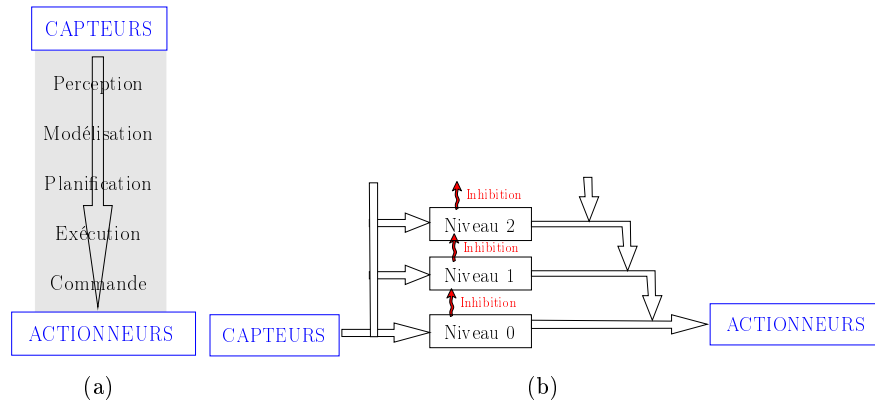 CAPTEURS
Perception
Modélisation
Planification
Exécution
Commande
ACTIONNEURS
(a)
Inhibition
Niveau 2
Inhibition
Niveau 1
Inhibition
CAPTEURS
Niveau 0
ACTIONNEURS
(b)